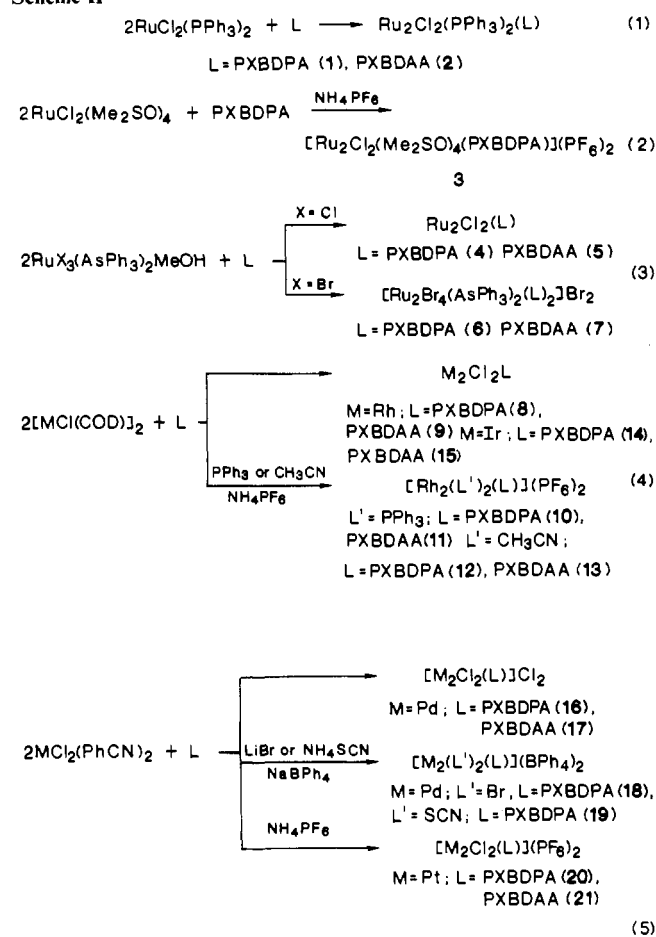 Scheme II
2RuCl2(PPh3)2 + L → Ru2Cl2(PPh3)2(L) (1)
L=PXBDPA (1), PXBDAA (2)
2RuCl2(Me2SO)4 + PXBDPA NH4PF6 →
[Ru2Cl2(Me2SO)4(PXBDPA)](PF6)2 (2)
3
X=Cl
Ru2Cl2(L)
2RuX3(AsPh3)2MeOH + L
L=PXBDPA (4) PXBDAA (5)
(3)
X=Br
[Ru2Br4(AsPh3)2(L)2]Br2
L=PXBDPA (6) PXBDAA (7)
M2Cl2L
2[MCl(COD)]2 + L
M=Rh; L=PXBDPA(8),
PXBDAA (9) M=Ir; L=PXBDPA (14),
PXBDAA (15)
PPh3 or CH3CN
NH4PF6
[Rh2(L')2(L)](PF6)2 (4)
L'=PPh3; L=PXBDPA(10),
PXBDAA(11) L'=CH3CN;
L=PXBDPA(12), PXBDAA (13)
[M2Cl2(L)]Cl2
M=Pd; L=PXBDPA(16),
PXBDAA(17)
2MCl2(PhCN)2 + L
LiBr or NH4SCN
NaBPh4
[M2(L')2(L)](BPh4)2
M=Pd; L'=Br, L=PXBDPA(18),
L'=SCN; L=PXBDPA (19)
NH4PF6
[M2Cl2(L)](PF6)2
M=Pt; L=PXBDPA(20),
PXBDAA(21)
(5)